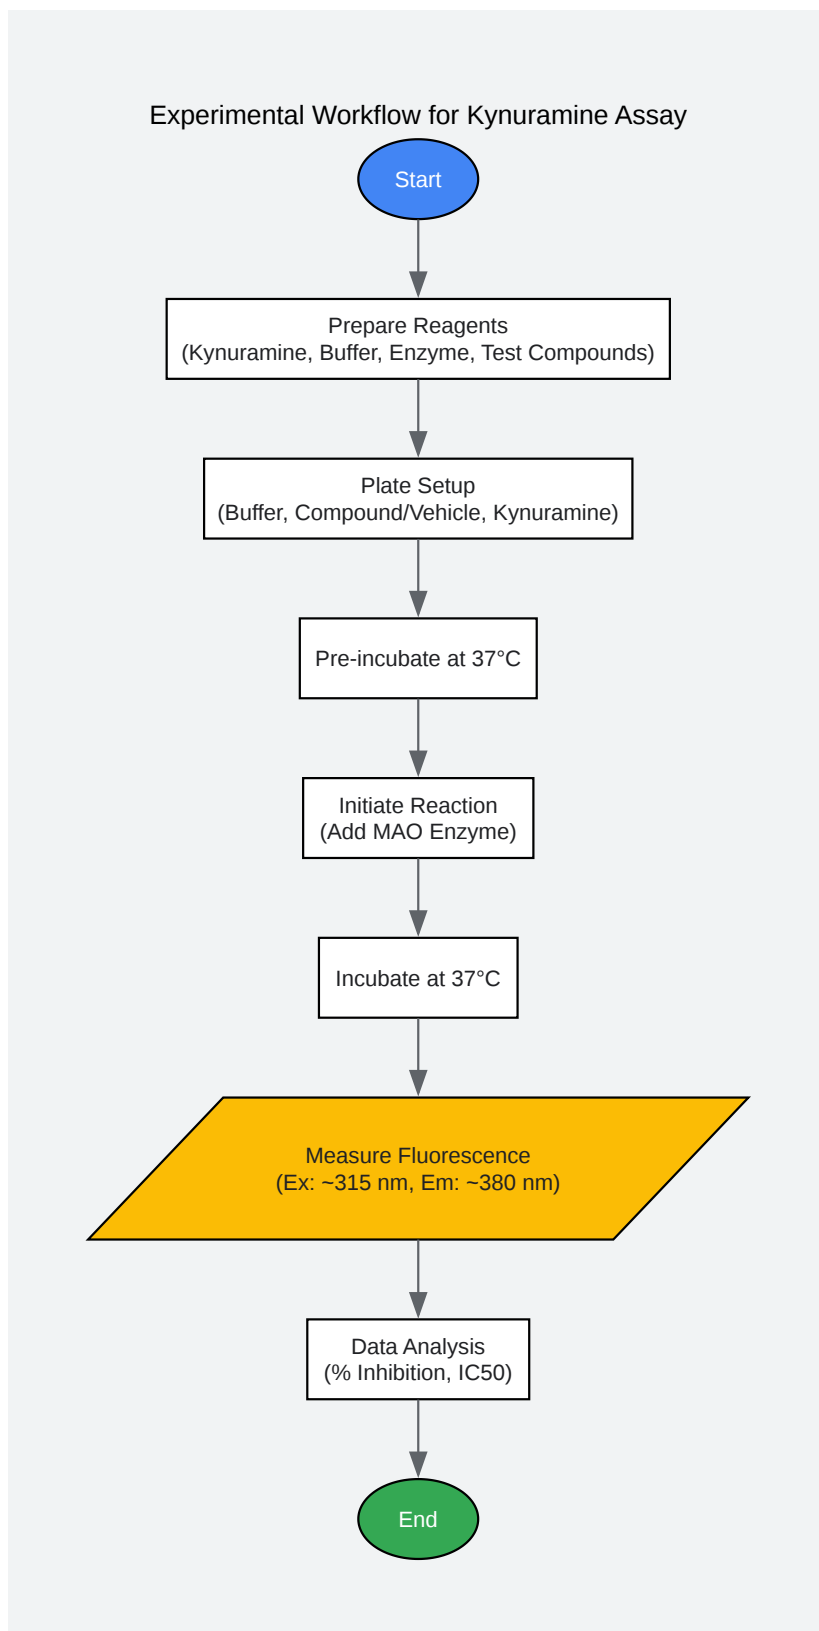 Experimental Workflow for Kynuramine Assay
Start
Prepare Reagents
(Kynuramine, Buffer, Enzyme, Test Compounds)
Plate Setup
(Buffer, Compound/Vehicle, Kynuramine)
Pre-incubate at 37°C
Initiate Reaction
(Add MAO Enzyme)
Incubate at 37°C
Measure Fluorescence
(Ex: ~315 nm, Em: ~380 nm)
Data Analysis
(% Inhibition, IC50)
End